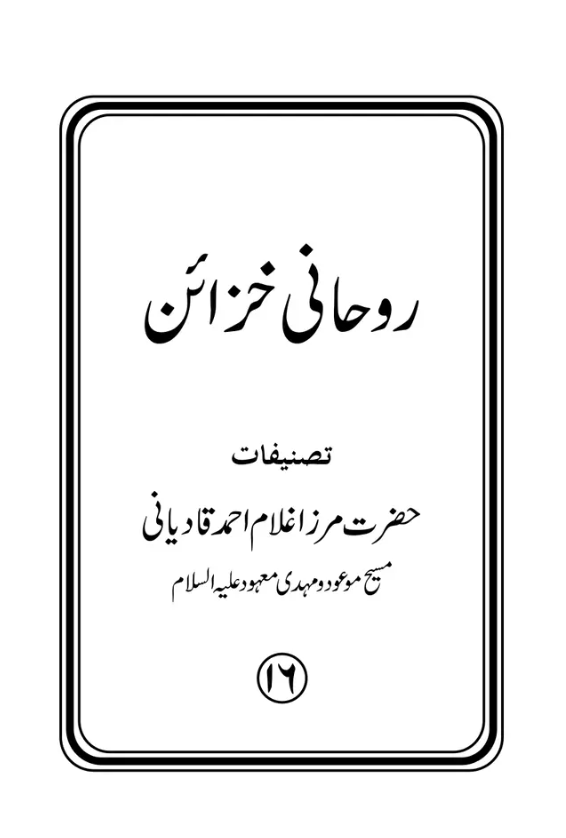 روحانی خزائن
تصنیفات
حضرت مرزا غلام احمد قادیانی
مسیح موعود و مہدی معہود علیہ السلام
۱۶